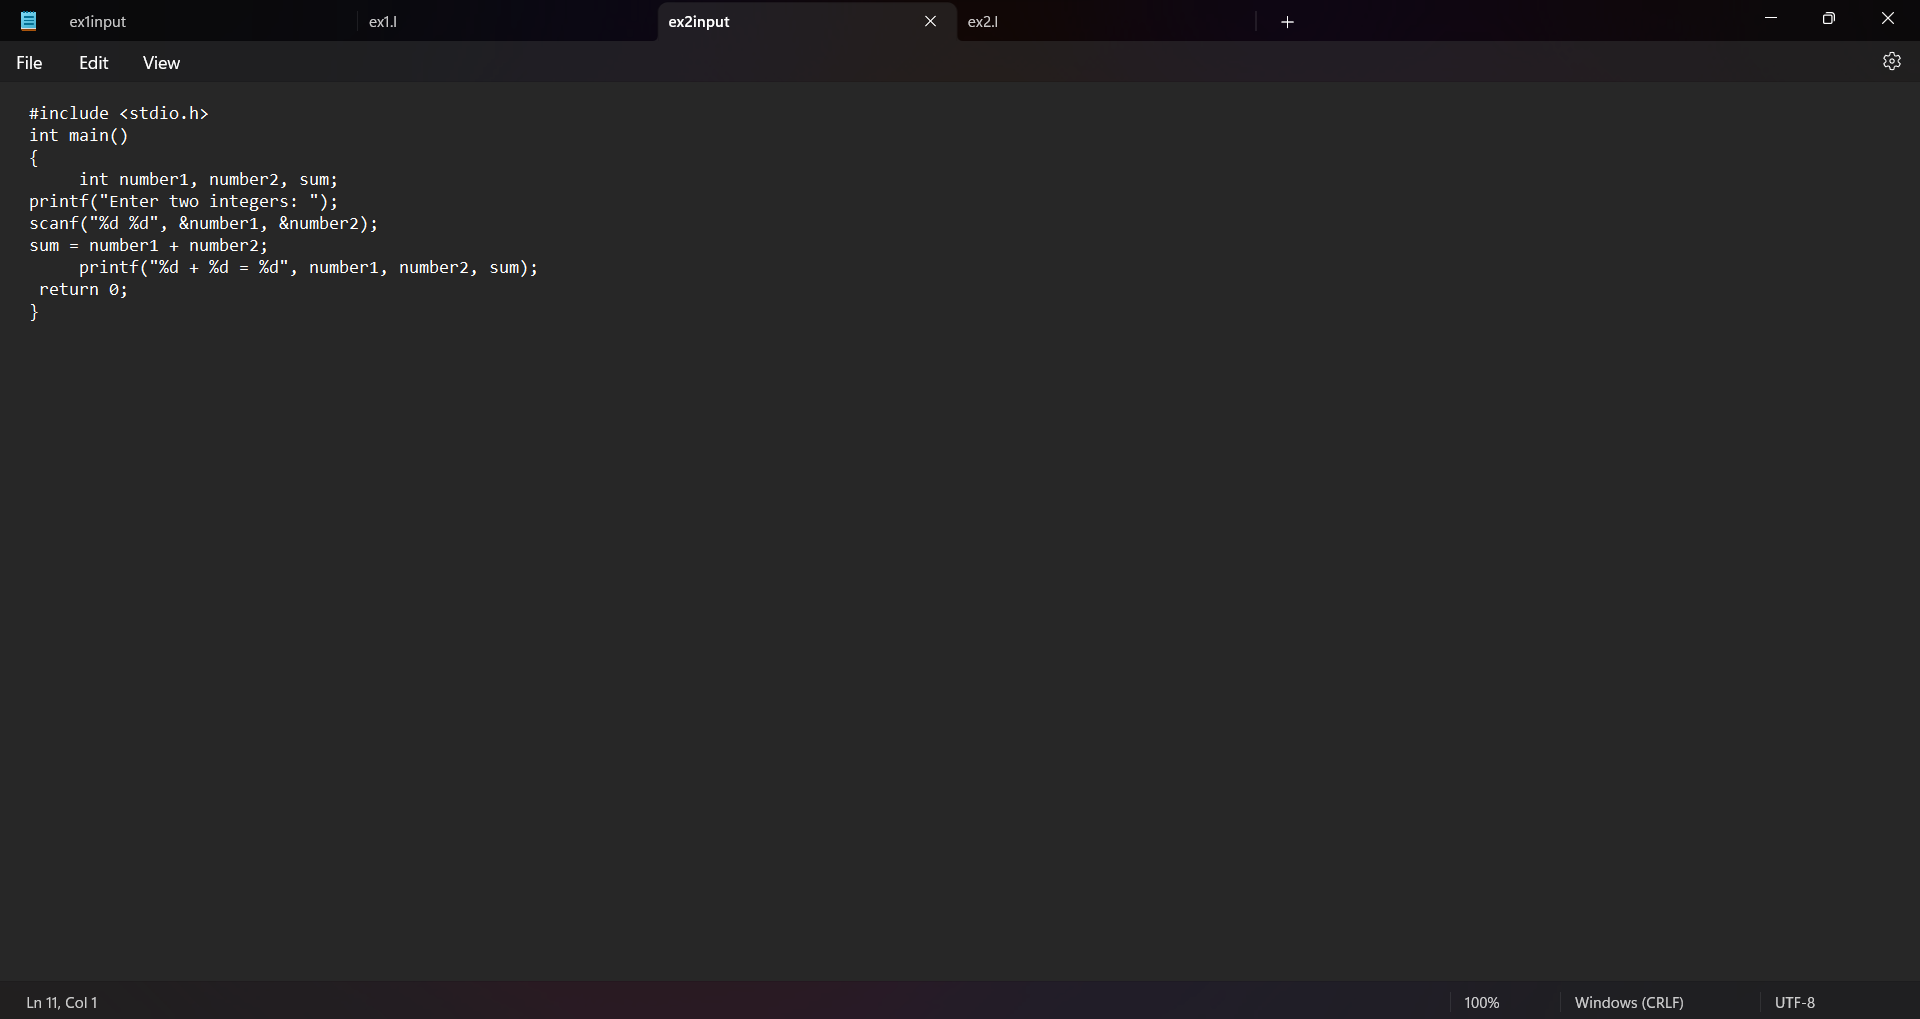 ex1input
ex1.l
ex2input
ex2.l
File Edit View
#include <stdio.h>
int main()
{
     int number1, number2, sum;
printf("Enter two integers: ");
scanf("%d %d", &number1, &number2);
sum = number1 + number2;
     printf("%d + %d = %d", number1, number2, sum);
 return 0;
}
Ln 11, Col 1
100%
Windows (CRLF)
UTF-8